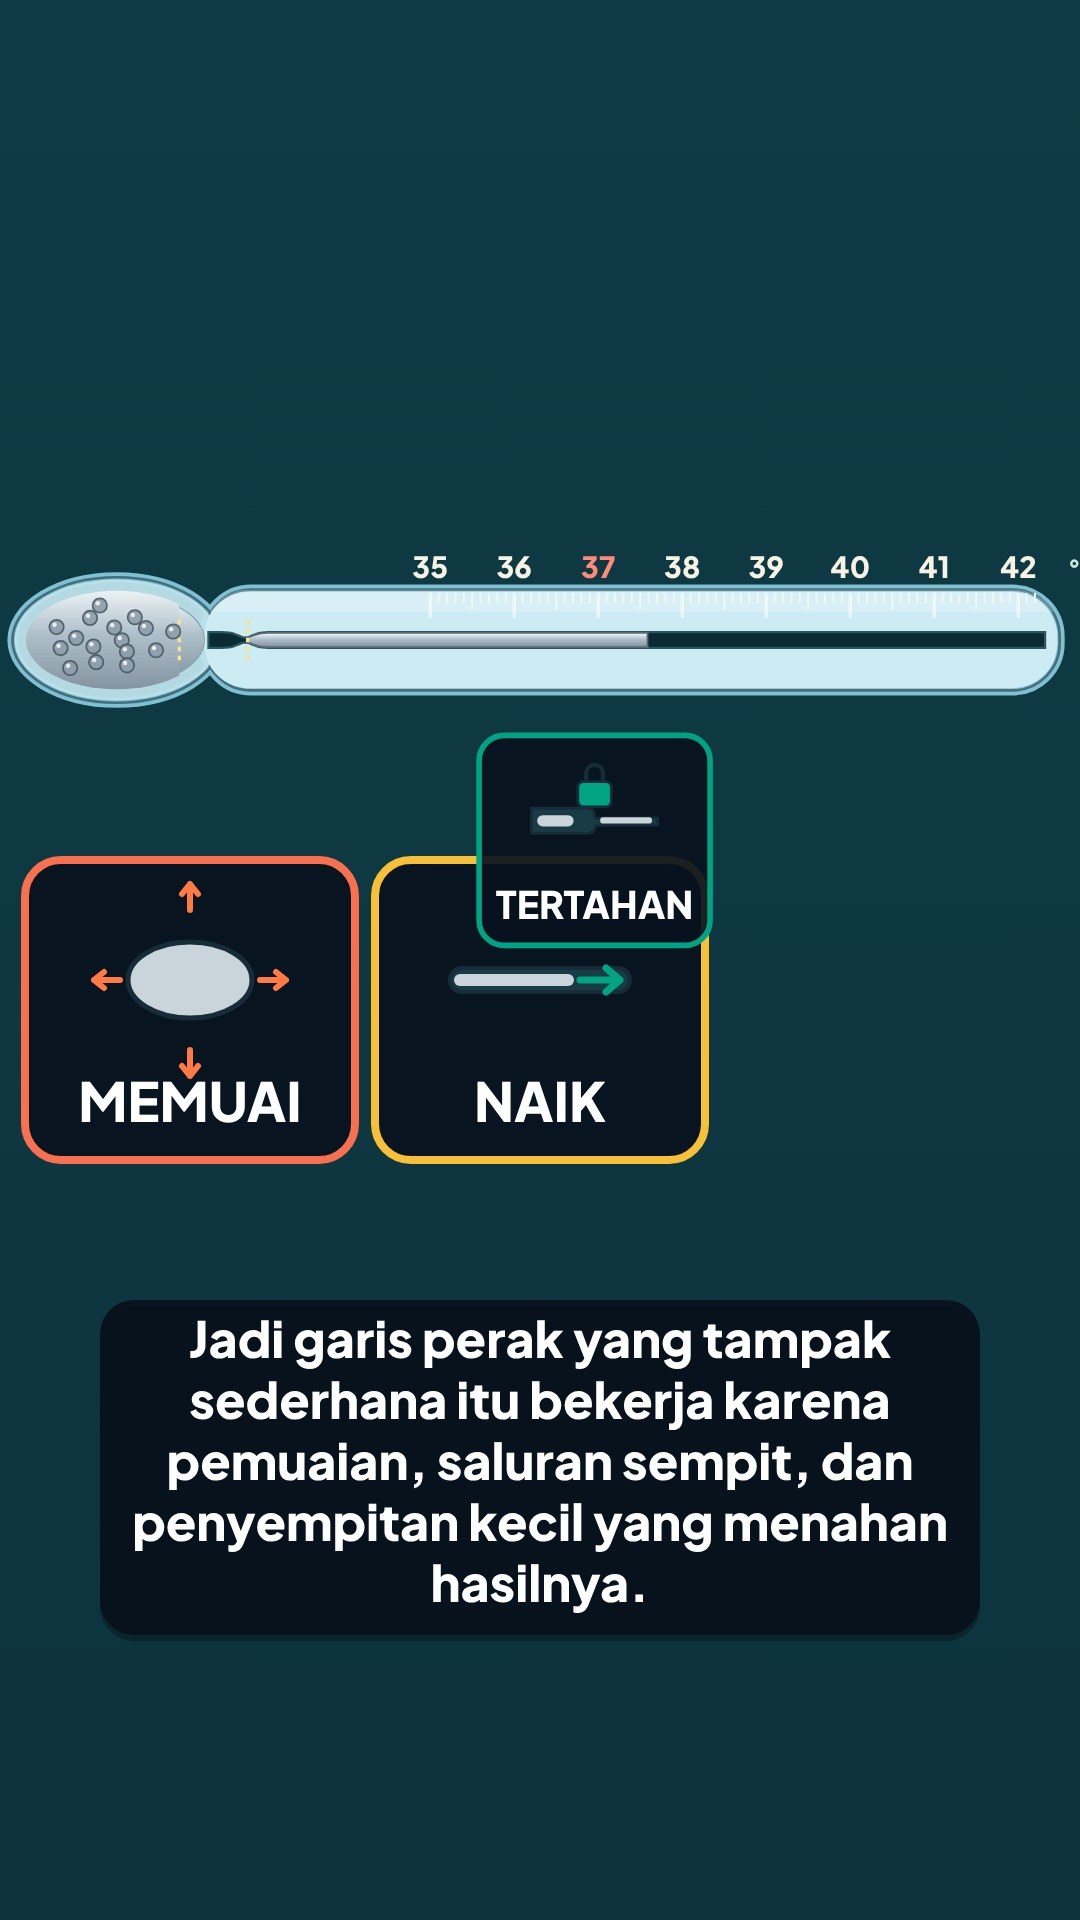 35 36 37 38 39 40 41 42 °
TERTAHAN
MEMUAI
NAIK
Jadi garis perak yang tampak
sederhana itu bekerja karena
pemuaian, saluran sempit, dan
penyempitan kecil yang menahan
hasilnya.